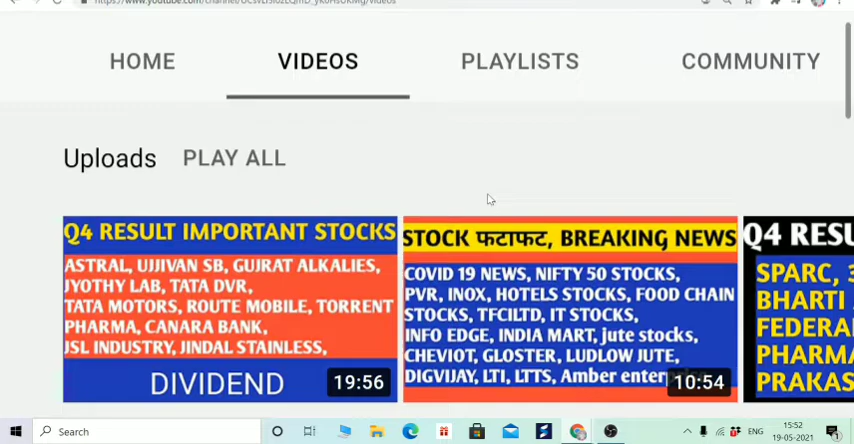 HOME VIDEOS PLAYLISTS COMMUNITY
Uploads PLAY ALL
Q4 RESULT IMPORTANT STOCKS
ASTRAL, UJJIVAN SB, GUJRAT ALKALIES,
JYOTHY LAB, TATA DVR,
TATA MOTORS, ROUTE MOBILE, TORRENT
PHARMA, CANARA BANK,
JSL INDUSTRY, JINDAL STAINLESS,
DIVIDEND
19:56
STOCK फटाफट, BREAKING NEWS
COVID 19 NEWS, NIFTY 50 STOCKS,
PVR, INOX, HOTELS STOCKS, FOOD CHAIN
STOCKS, TFCILTD, IT STOCKS,
INFO EDGE, INDIA MART, jute stocks,
CHEVIOT, GLOSTER, LUDLOW JUTE,
DIGVIJAY, LTI, LTTS, Amber
10:54
Q4
SPARC,
BHARTI
PHARMA
Search
ENG
15:52
19-05-2021